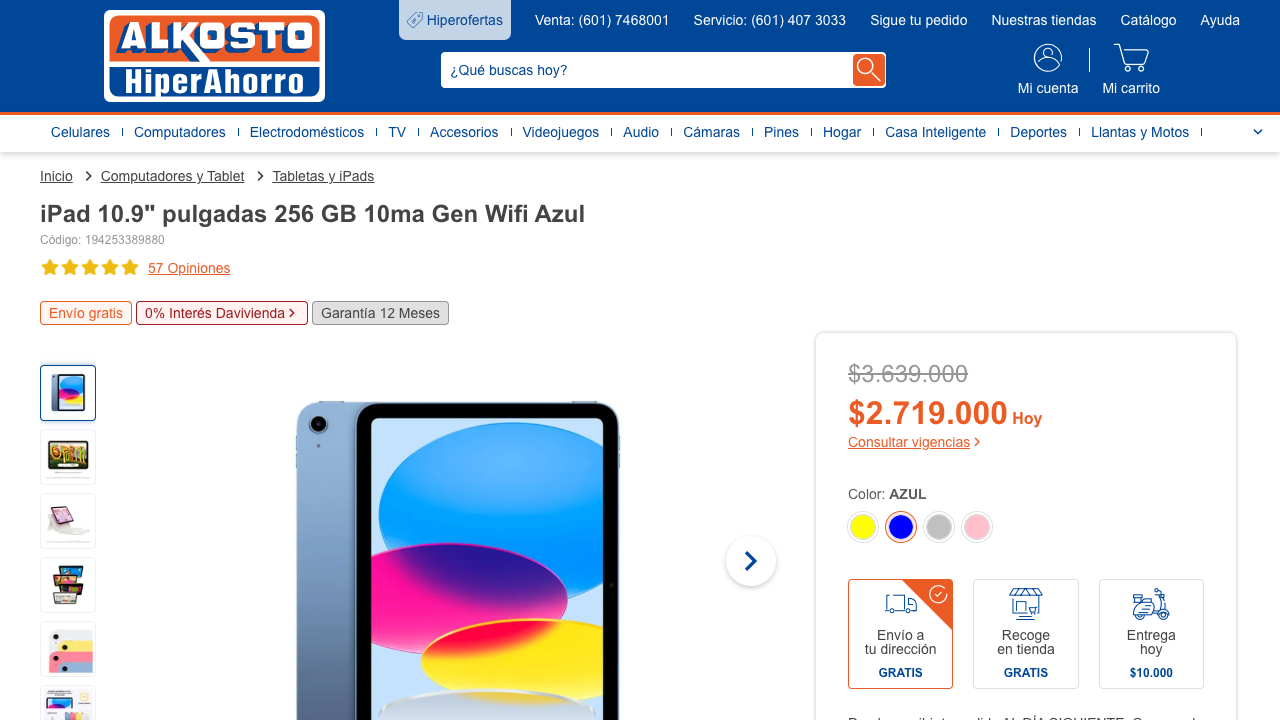 ALKOSTO
HiperAhorro
Hiperofertas
Venta: (601) 7468001
Servicio: (601) 407 3033
Sigue tu pedido
Nuestras tiendas
Catálogo
Ayuda
¿Qué buscas hoy?
Mi cuenta
Mi carrito
Celulares
Computadores
Electrodomésticos
TV
Accesorios
Videojuegos
Audio
Cámaras
Pines
Hogar
Casa Inteligente
Deportes
Llantas y Motos
Inicio
Computadores y Tablet
Tabletas y iPads
iPad 10.9" pulgadas 256 GB 10ma Gen Wifi Azul
Código: 194253389880
57 Opiniones
Envío gratis
0% Interés Davivienda
Garantía 12 Meses
$3.639.000
$2.719.000 Hoy
Consultar vigencias
Color: AZUL
Envío a
tu dirección
GRATIS
Recoge
en tienda
GRATIS
Entrega
hoy
$10.000